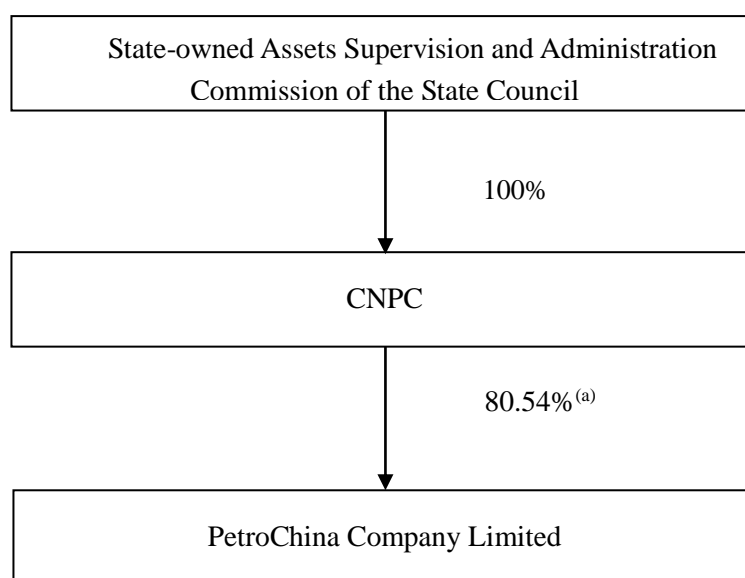 State-owned Assets Supervision and Administration
Commission of the State Council
100%
CNPC
80.54%(a)
PetroChina Company Limited